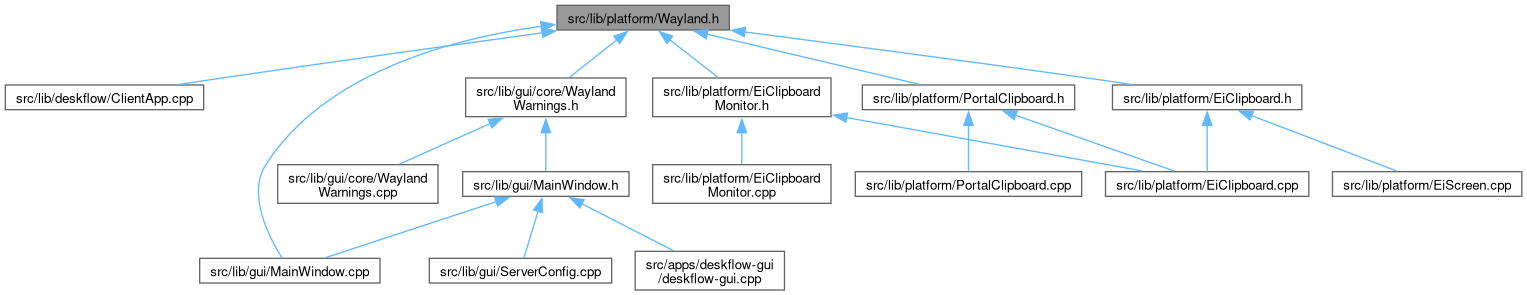 src/lib/platform/Wayland.h
src/lib/deskflow/ClientApp.cpp
src/lib/gui/core/Wayland
Warnings.h
src/lib/platform/EiClipboard
Monitor.h
src/lib/platform/PortalClipboard.h
src/lib/platform/EiClipboard.h
src/lib/gui/core/Wayland
Warnings.cpp
src/lib/gui/MainWindow.h
src/lib/platform/EiClipboard
Monitor.cpp
src/lib/platform/PortalClipboard.cpp
src/lib/platform/EiClipboard.cpp
src/lib/platform/EiScreen.cpp
src/lib/gui/MainWindow.cpp
src/lib/gui/ServerConfig.cpp
src/apps/deskflow-gui
/deskflow-gui.cpp